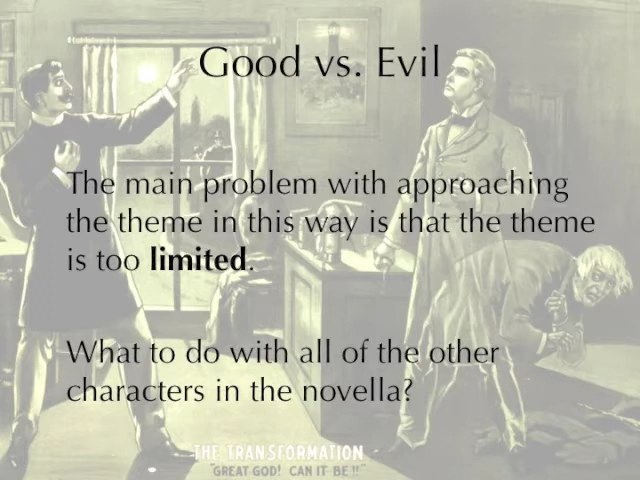 Good vs. Evil
The main problem with approaching
the theme in this way is that the theme
is too limited.
What to do with all of the other
characters in the novella?
THE TRANSFORMATION
"GREAT GOD! CAN IT BE!!"